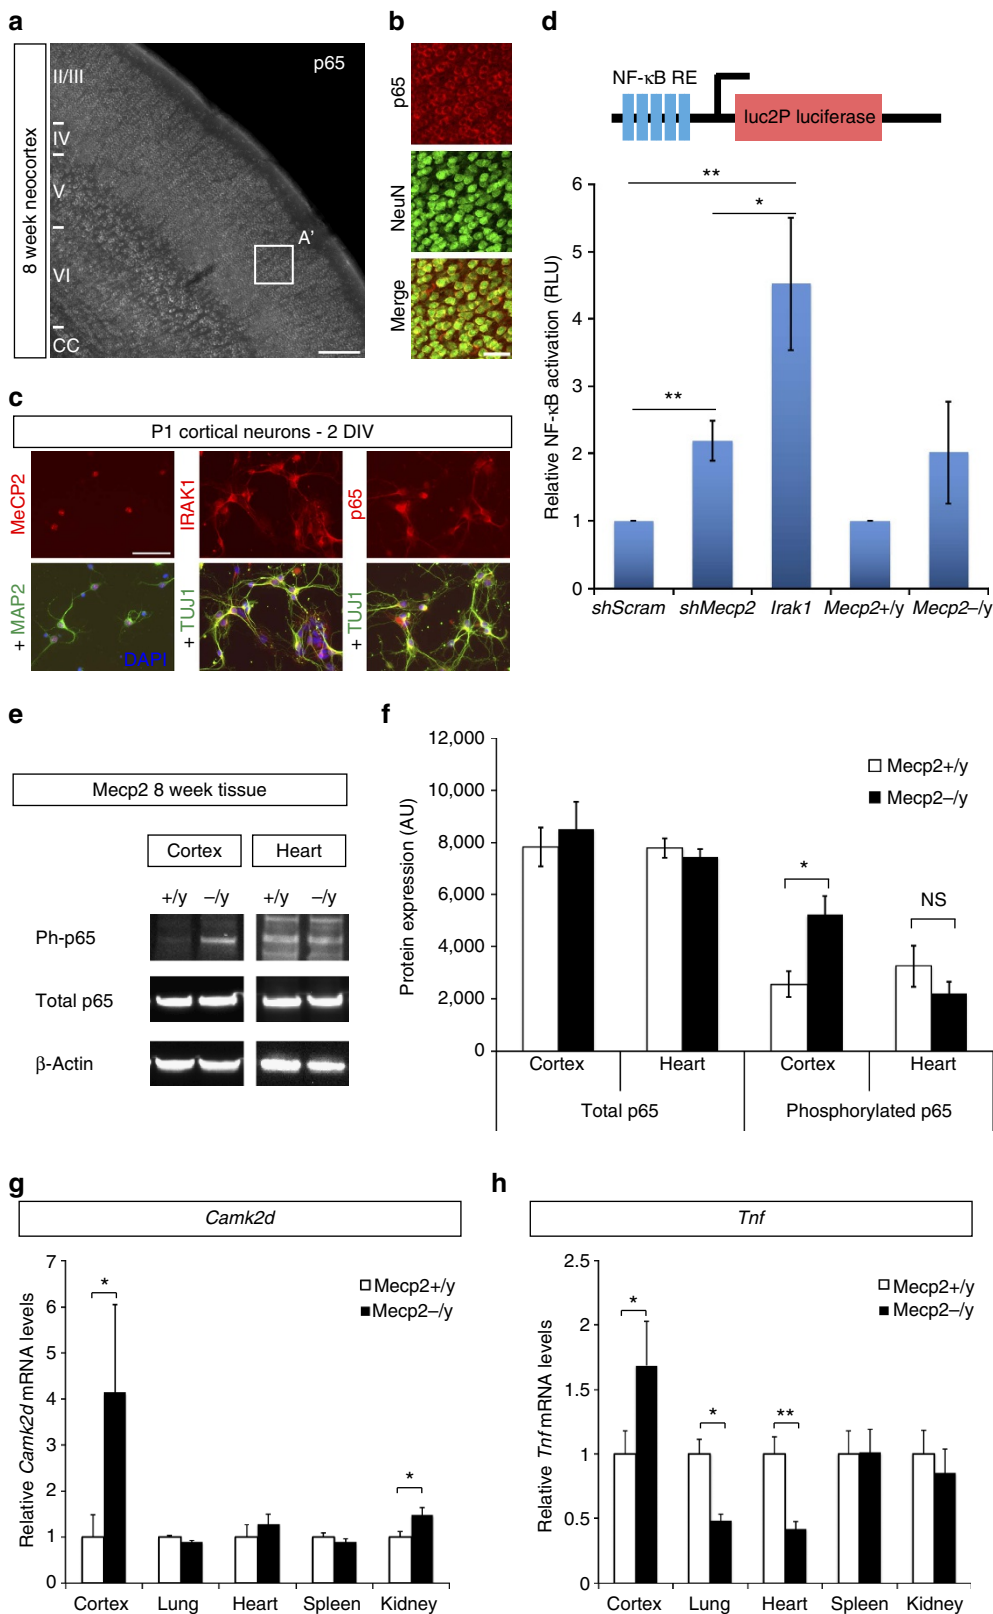 a
8 week neocortex
p65
II/III
IV
V
VI
CC
A'
b
p65
NeuN
Merge
c
P1 cortical neurons - 2 DIV
MeCP2
IRAK1
p65
+ MAP2
+ TUJ1
+ TUJ1
DAPI
d
NF-κB RE
luc2P luciferase
Relative NF-κB activation (RLU)
6
5
4
3
2
1
0
**
*
**
shScram
shMecp2
Irak1
Mecp2+/y
Mecp2–/y
e
Mecp2 8 week tissue
Cortex
Heart
+/y
–/y
+/y
–/y
Ph-p65
Total p65
β-Actin
f
Protein expression (AU)
12,000
10,000
8,000
6,000
4,000
2,000
0
Mecp2+/y
Mecp2–/y
*
NS
Cortex
Heart
Cortex
Heart
Total p65
Phosphorylated p65
g
Camk2d
Relative Camk2d mRNA levels
7
6
5
4
3
2
1
0
Mecp2+/y
Mecp2–/y
*
*
Cortex
Lung
Heart
Spleen
Kidney
h
Tnf
Relative Tnf mRNA levels
2.5
2
1.5
1
0.5
0
Mecp2+/y
Mecp2–/y
*
*
**
Cortex
Lung
Heart
Spleen
Kidney